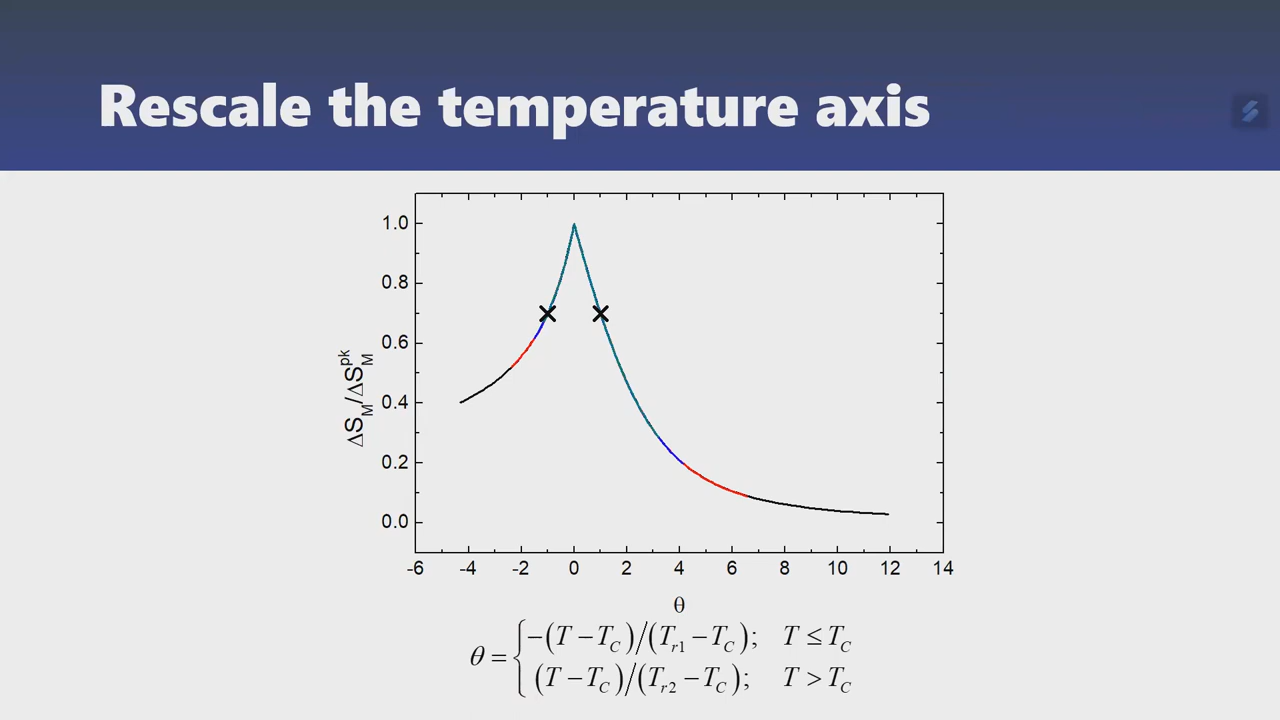 Rescale the temperature axis
1.0
0.8
0.6
0.4
0.2
0.0
ΔS_M/ΔS_M^pk
-6 -4 -2 0 2 4 6 8 10 12 14
θ
θ = { −(T − T_C)/(T_r1 − T_C); T ≤ T_C
(T − T_C)/(T_r2 − T_C); T > T_C